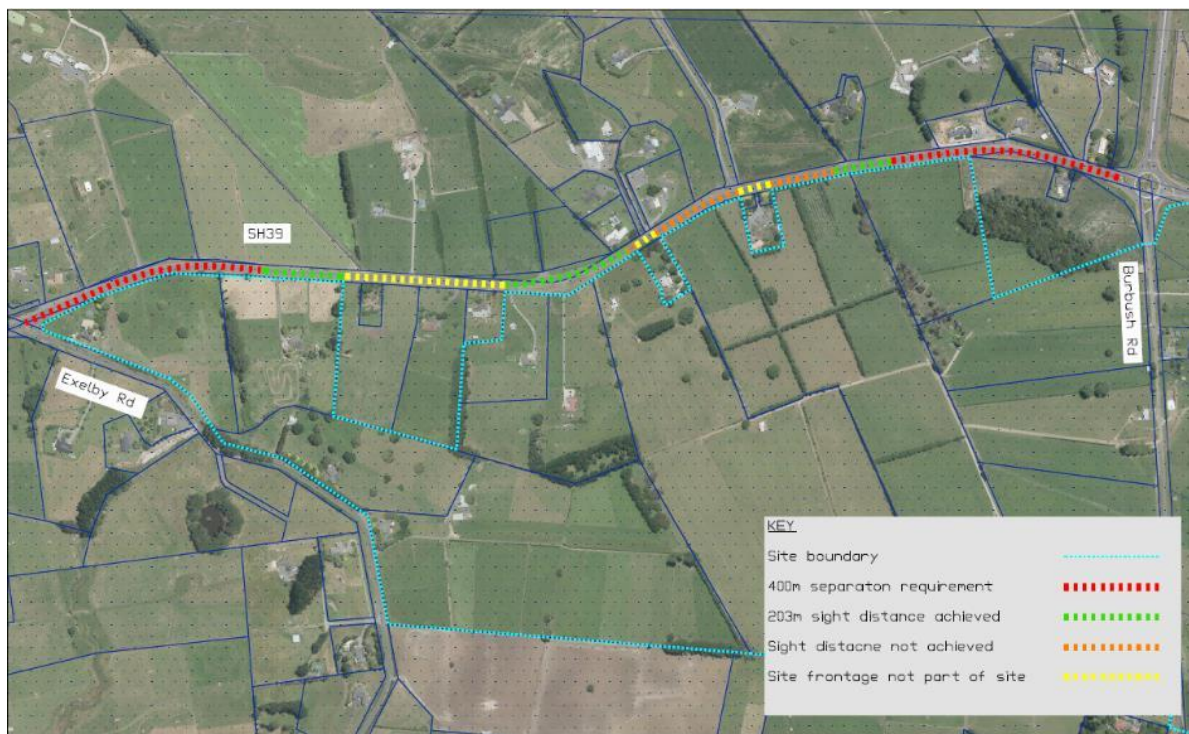 SH39
Exelby Rd
Burbush Rd
KEY
Site boundary
400m separaton requirement
203m sight distance achieved
Sight distacne not achieved
Site frontage not part of site